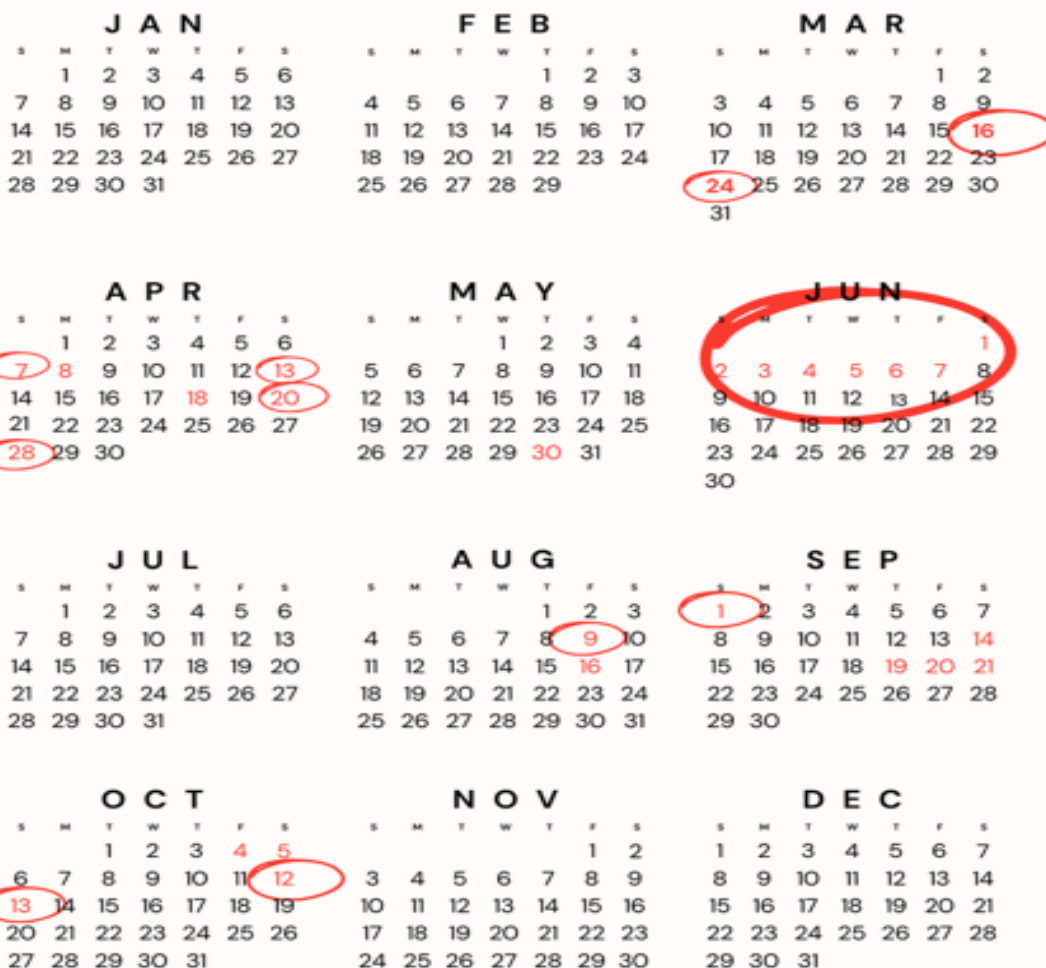 JAN FEB MAR
S M T W T F S S M T W T F S S M T W T F S
1 2 3 4 5 6 1 2 3 1 2
7 8 9 10 11 12 13 4 5 6 7 8 9 10 3 4 5 6 7 8 9
14 15 16 17 18 19 20 11 12 13 14 15 16 17 10 11 12 13 14 15 16
21 22 23 24 25 26 27 18 19 20 21 22 23 24 17 18 19 20 21 22 23
28 29 30 31 25 26 27 28 29 24 25 26 27 28 29 30
31
APR MAY JUN
S M T W T F S S M T W T F S S M T W T F S
1 2 3 4 5 6 1 2 3 4 1
7 8 9 10 11 12 13 5 6 7 8 9 10 11 2 3 4 5 6 7 8
14 15 16 17 18 19 20 12 13 14 15 16 17 18 9 10 11 12 13 14 15
21 22 23 24 25 26 27 19 20 21 22 23 24 25 16 17 18 19 20 21 22
28 29 30 26 27 28 29 30 31 23 24 25 26 27 28 29
30
JUL AUG SEP
S M T W T F S S M T W T F S S M T W T F S
1 2 3 4 5 6 1 2 3 1 2 3 4 5 6 7
7 8 9 10 11 12 13 4 5 6 7 8 9 10 8 9 10 11 12 13 14
14 15 16 17 18 19 20 11 12 13 14 15 16 17 15 16 17 18 19 20 21
21 22 23 24 25 26 27 18 19 20 21 22 23 24 22 23 24 25 26 27 28
28 29 30 31 25 26 27 28 29 30 31 29 30
OCT NOV DEC
S M T W T F S S M T W T F S S M T W T F S
1 2 3 4 5 1 2 1 2 3 4 5 6 7
6 7 8 9 10 11 12 3 4 5 6 7 8 9 8 9 10 11 12 13 14
13 14 15 16 17 18 19 10 11 12 13 14 15 16 15 16 17 18 19 20 21
20 21 22 23 24 25 26 17 18 19 20 21 22 23 22 23 24 25 26 27 28
27 28 29 30 31 24 25 26 27 28 29 30 29 30 31